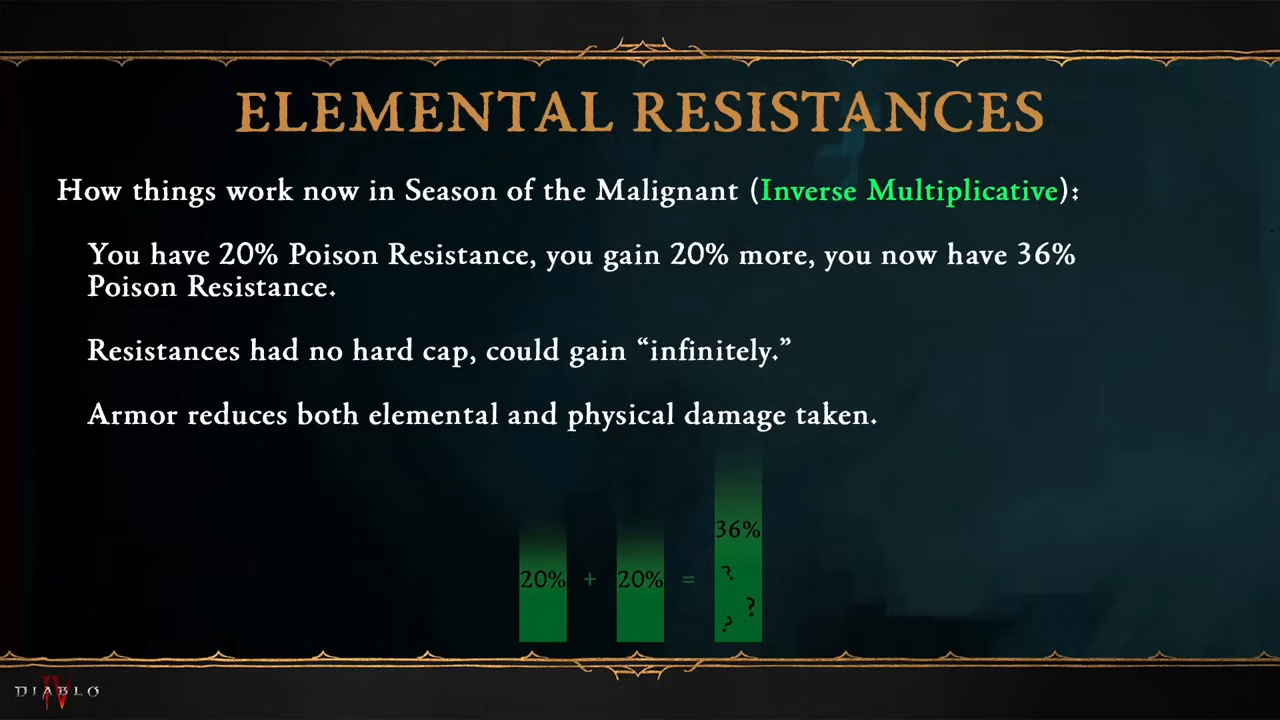 ELEMENTAL RESISTANCES
How things work now in Season of the Malignant (Inverse Multiplicative):
You have 20% Poison Resistance, you gain 20% more, you now have 36%
Poison Resistance.
Resistances had no hard cap, could gain “infinitely.”
Armor reduces both elemental and physical damage taken.
36%
20% + 20% =
?
?
?
DIABLO
IV